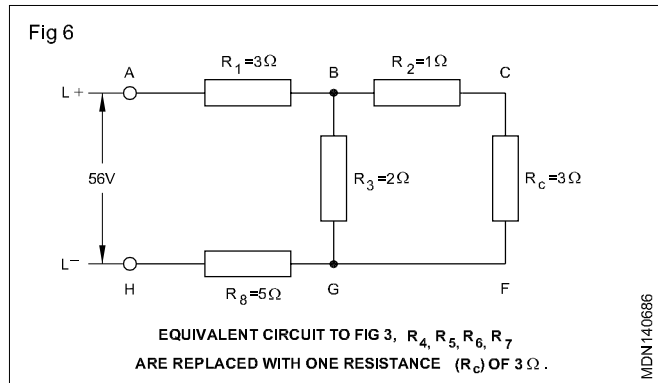 Fig 6
R1=3Ω
R2=1Ω
A
B
C
L +
56V
R3=2Ω
Rc=3Ω
L–
H
R8=5Ω
G
F
EQUIVALENT CIRCUIT TO FIG 3, R4, R5, R6, R7
ARE REPLACED WITH ONE RESISTANCE (Rc) OF 3 Ω .
MDN140686